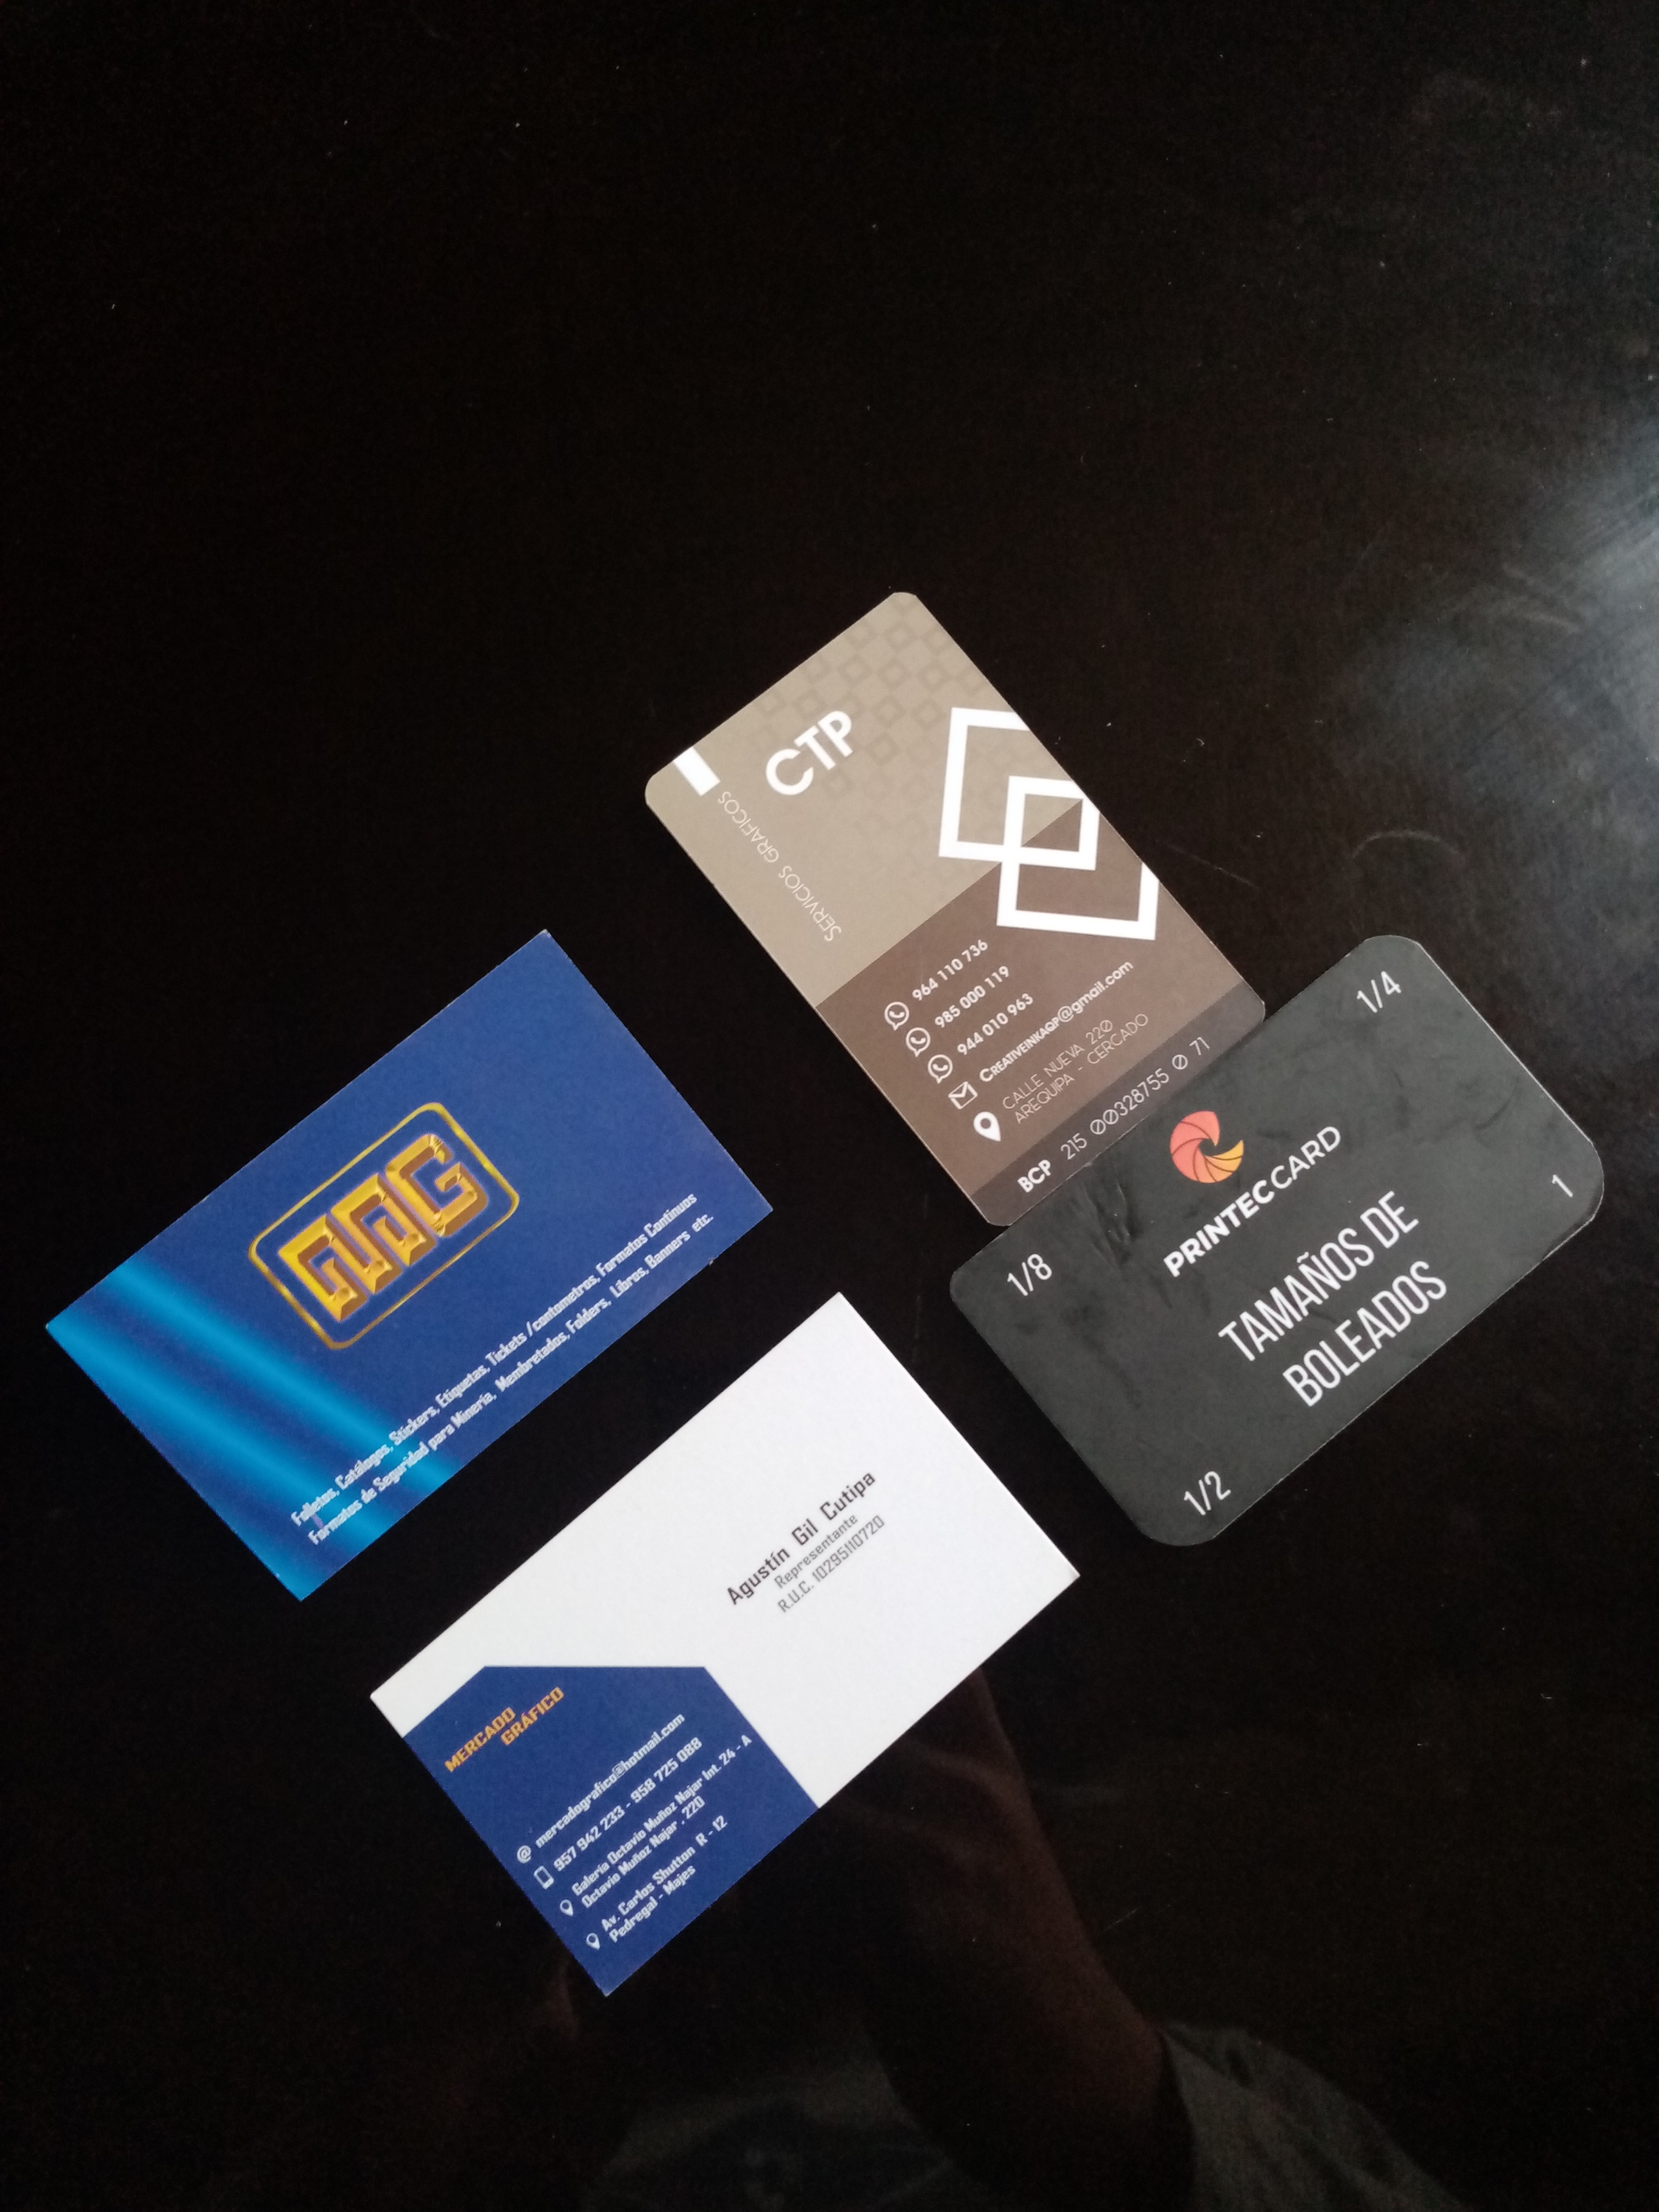 CTP
SERVICIOS GRAFICOS
964 110 736
985 000 119
944 010 963
CREATIVEINKAQP@gmail.com
CALLE NUEVA 220
AREQUIPA - CERCADO
BCP 215 00328755 0 71
1/4
1/8
1
1/2
PRINTECCARD
TAMAÑOS DE
BOLEADOS
Folletos, Catálogos, Stickers, Etiquetas, Tickets /contometros, Formatos Continuos
Formatos de Seguridad para Minería, Membretados, Folders, Libros, Banners etc.
Agustín Gil Cutipa
Representante
R.U.C. 10295110720
MERCADO
GRÁFICO
@ mercadografico@hotmail.com
957 942 233 - 958 725 088
Galería Octavio Muñoz Najar Int. 24 - A
Octavio Muñoz Najar . 220
Av. Carlos Shutton R - 12
Pedregal - Majes